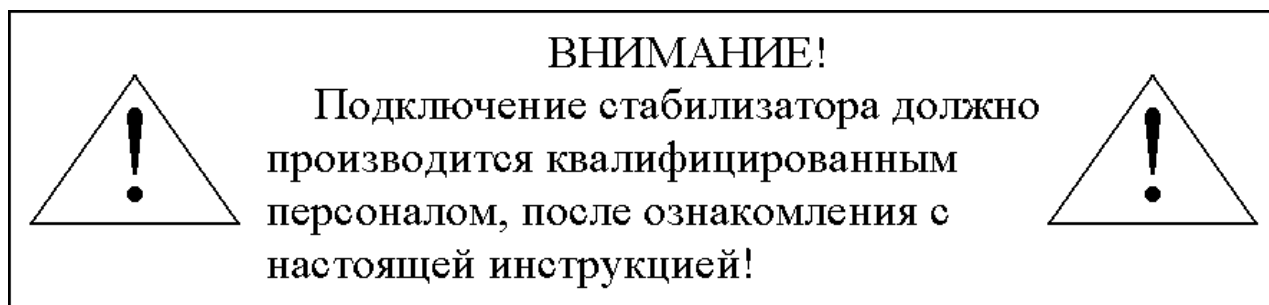 ВНИМАНИЕ!
Подключение стабилизатора должно
производится квалифицированным
персоналом, после ознакомления с
настоящей инструкцией!